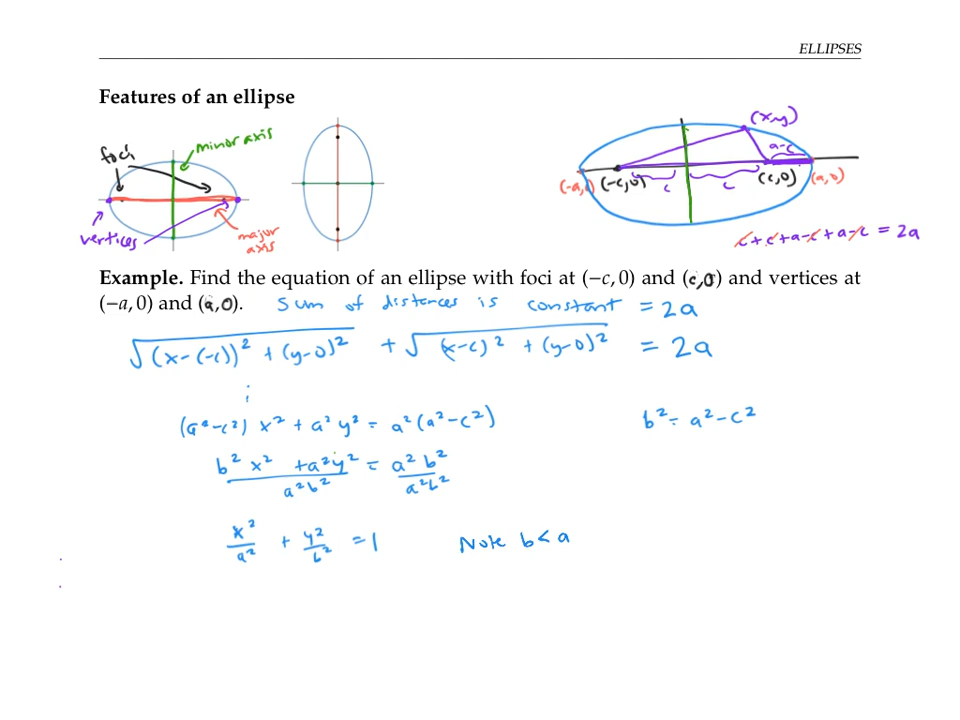 ELLIPSES
Features of an ellipse
foci
minor axis
vertices
major axis
(x,y)
a-c
(-a,0) (-c,0) c c (c,0) (a,0)
c + c + a-c + a-c = 2a
Example. Find the equation of an ellipse with foci at (−c, 0) and (c,0) and vertices at
(−a, 0) and (a,0). Sum of distances is constant = 2a
√(x-(-c))² + (y-0)² + √(x-c)² + (y-0)² = 2a
⋮
(a²-c²) x² + a² y² = a²(a²-c²) b² = a²-c²
b² x² + a² y² / a²b² = a² b² / a²b²
x²/a² + y²/b² = 1 Note b < a